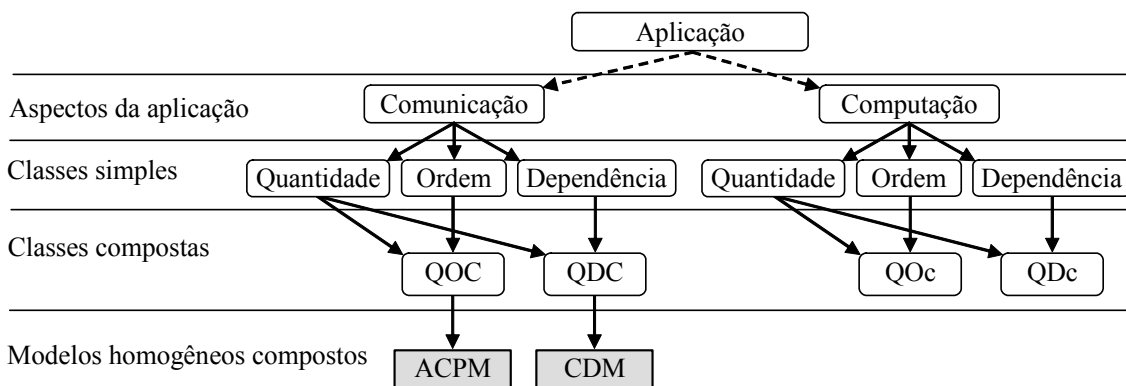 Aplicação
Aspectos da aplicação Comunicação Computação
Classes simples Quantidade Ordem Dependência Quantidade Ordem Dependência
Classes compostas QOC QDC QOc QDc
Modelos homogêneos compostos ACPM CDM